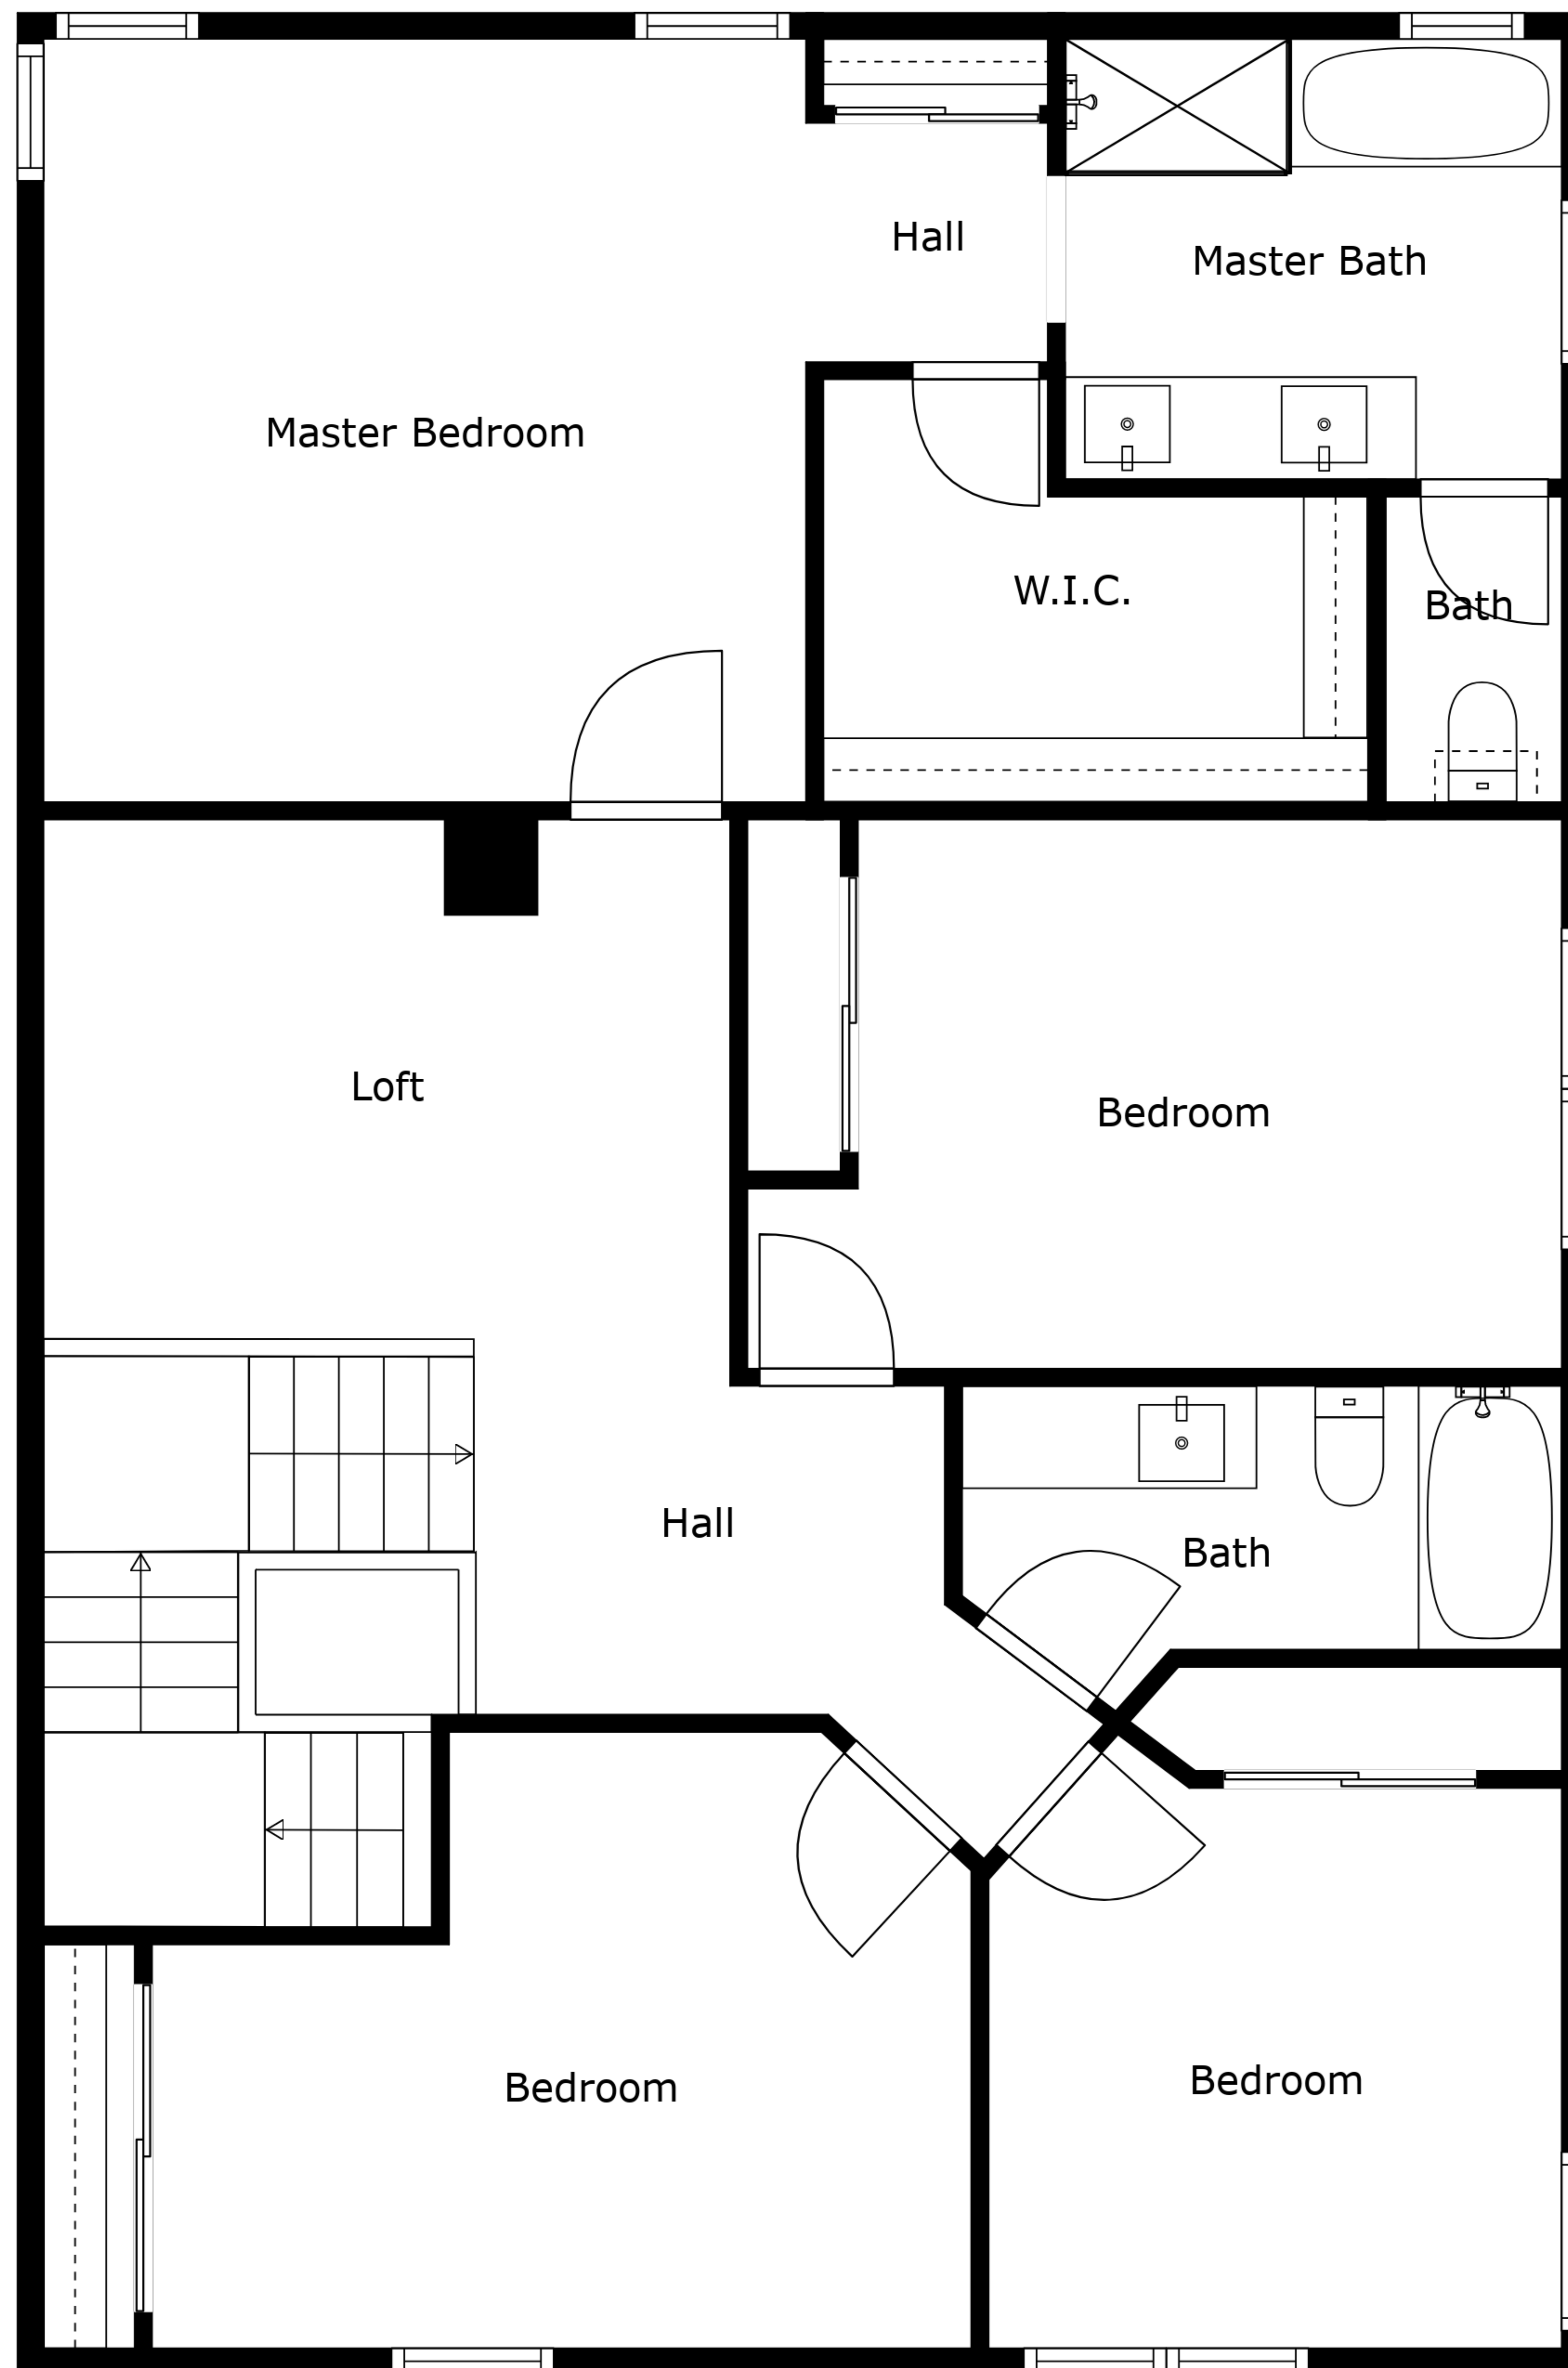 Hall
Master Bath
Master Bedroom
W.I.C.
Bath
Loft
Bedroom
Hall
Bath
Bedroom
Bedroom